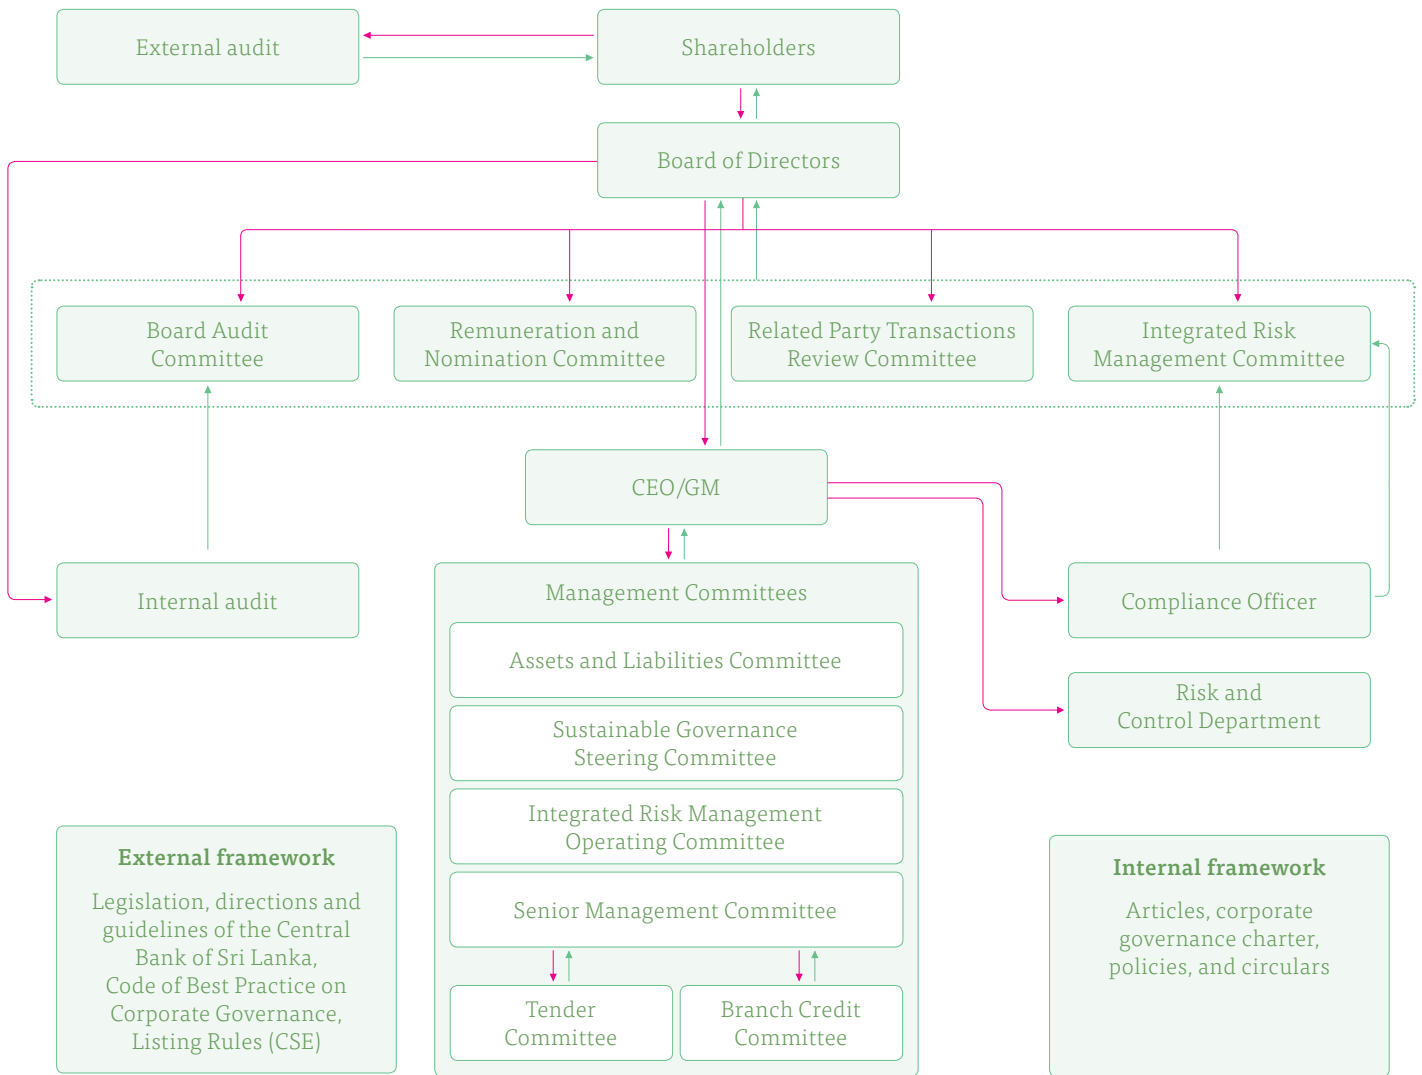 External audit
Shareholders
Board of Directors
Board Audit
Committee
Remuneration and
Nomination Committee
Related Party Transactions
Review Committee
Integrated Risk
Management Committee
CEO/GM
Internal audit
Management Committees
Compliance Officer
Assets and Liabilities Committee
Risk and
Control Department
Sustainable Governance
Steering Committee
Integrated Risk Management
Operating Committee
Senior Management Committee
Tender
Committee
Branch Credit
Committee
External framework
Legislation, directions and
guidelines of the Central
Bank of Sri Lanka,
Code of Best Practice on
Corporate Governance,
Listing Rules (CSE)
Internal framework
Articles, corporate
governance charter,
policies, and circulars